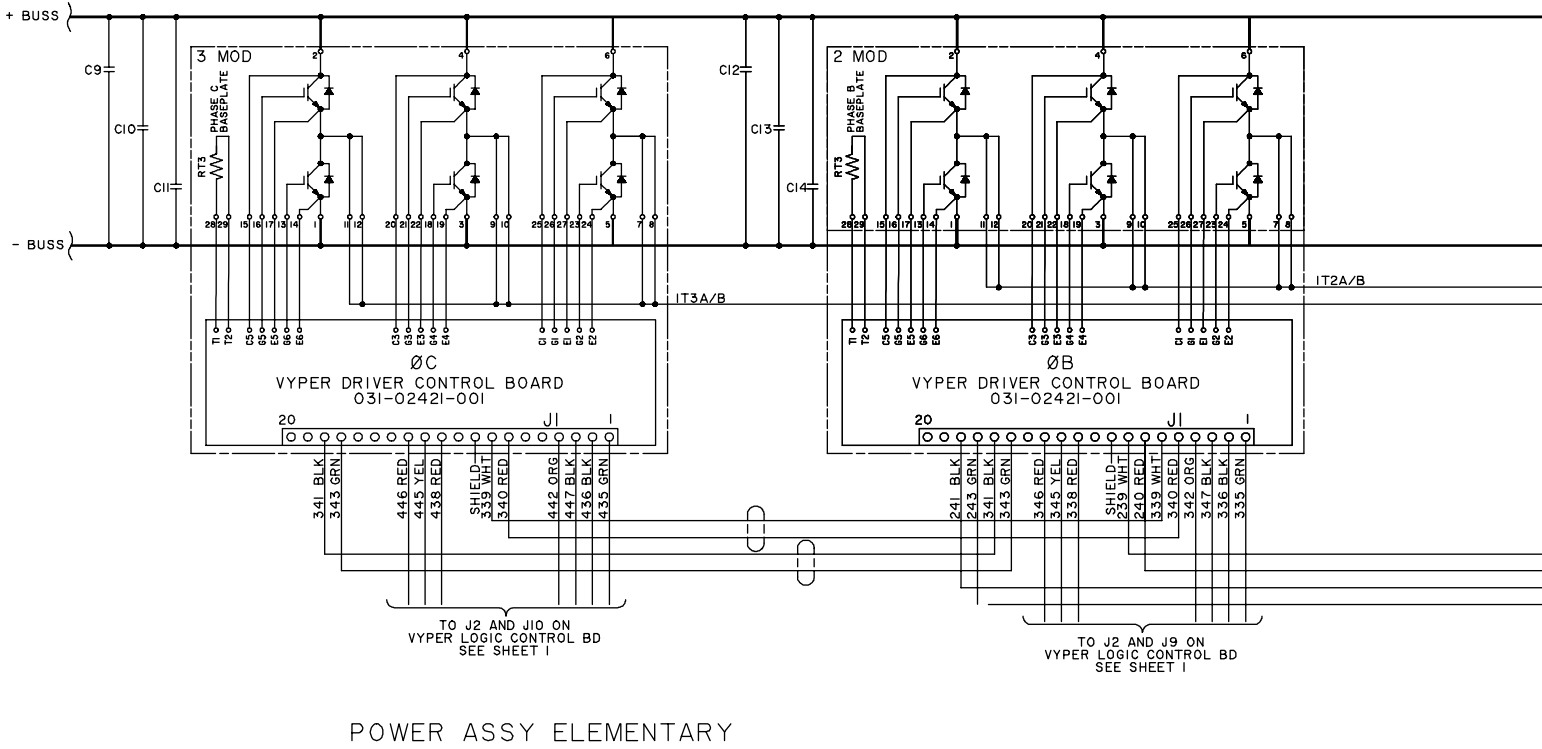 + BUSS
- BUSS
C9
C10
C11
3 MOD
PHASE C
BASEPLATE
RT3
2 4 6
28 29 15 16 17 13 14 1 11 12 20 21 22 18 19 3 9 10 25 26 27 23 24 5 7 8
1T3A/B
T1 T2 C5 G5 E5 G6 E6 C3 G3 E3 G4 E4 C1 G1 E1 G2 E2
ØC
VYPER DRIVER CONTROL BOARD
031-02421-001
20 J1 1
341 BLK
343 GRN
446 RED
445 YEL
438 RED
SHIELD
339 WHT
340 RED
442 ORG
447 BLK
436 BLK
435 GRN
TO J2 AND J10 ON
VYPER LOGIC CONTROL BD
SEE SHEET 1
C12
C13
C14
2 MOD
PHASE B
BASEPLATE
RT3
2 4 6
28 29 15 16 17 13 14 1 11 12 20 21 22 18 19 3 9 10 25 26 27 23 24 5 7 8
1T2A/B
T1 T2 C5 G5 E5 G6 E6 C3 G3 E3 G4 E4 C1 G1 E1 G2 E2
ØB
VYPER DRIVER CONTROL BOARD
031-02421-001
20 J1 1
241 BLK
243 GRN
341 BLK
343 GRN
346 RED
345 YEL
338 RED
SHIELD
239 WHT
240 RED
339 WHT
340 RED
342 ORG
347 BLK
336 BLK
335 GRN
TO J2 AND J9 ON
VYPER LOGIC CONTROL BD
SEE SHEET 1
POWER ASSY ELEMENTARY